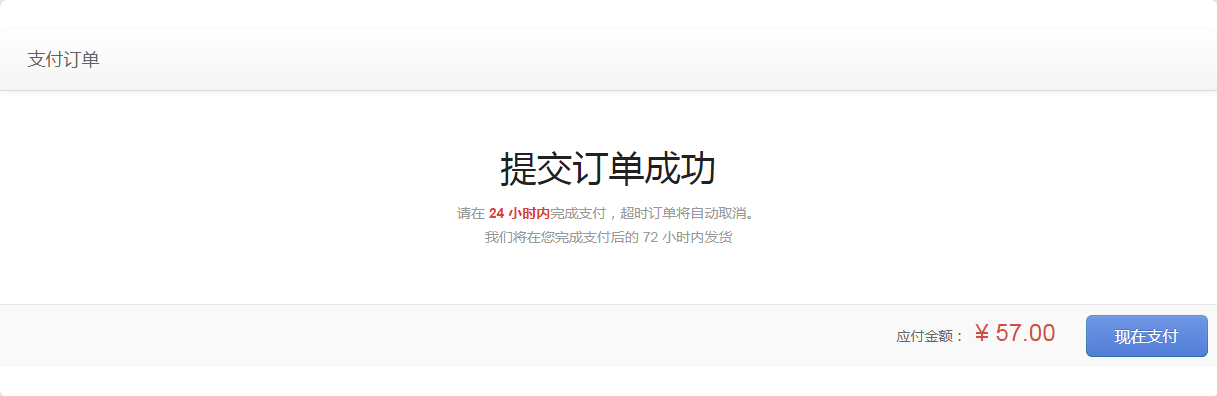 支付订单
提交订单成功
请在 24 小时内完成支付，超时订单将自动取消。
我们将在您完成支付后的 72 小时内发货
应付金额： ¥ 57.00 现在支付